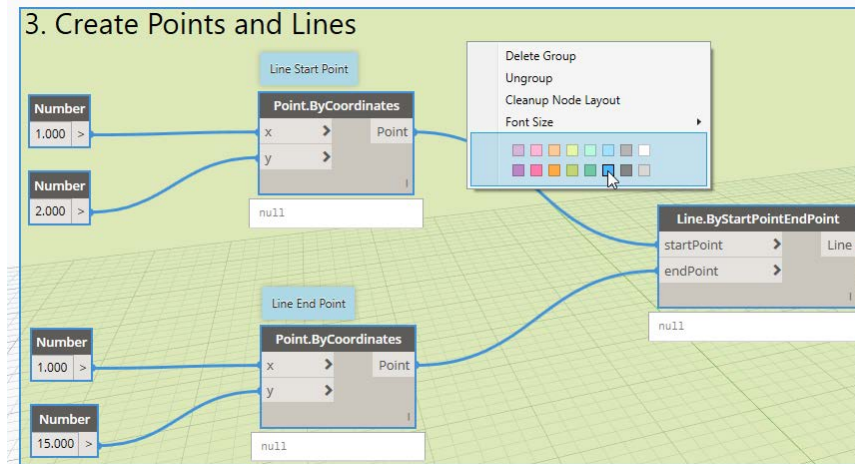 3. Create Points and Lines
Delete Group
Ungroup
Cleanup Node Layout
Font Size
Line Start Point
Number
1.000 >
Point.ByCoordinates
x > Point
y >
l
null
Number
2.000 >
Line.ByStartPointEndPoint
startPoint > Line
endPoint >
l
null
Line End Point
Number
1.000 >
Point.ByCoordinates
x > Point
y >
l
null
Number
15.000 >